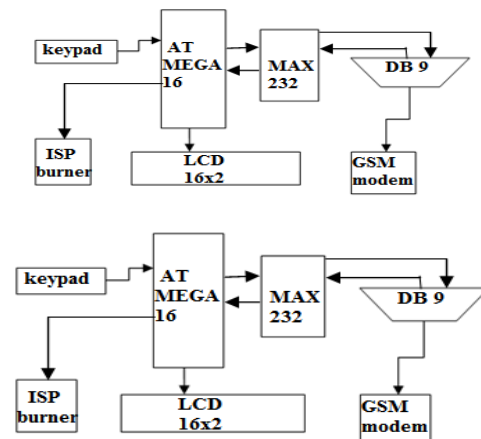 keypad
AT
MEGA
16
MAX
232
DB 9
ISP
burner
LCD
16x2
GSM
modem
keypad
AT
MEGA
16
MAX
232
DB 9
ISP
burner
LCD
16x2
GSM
modem